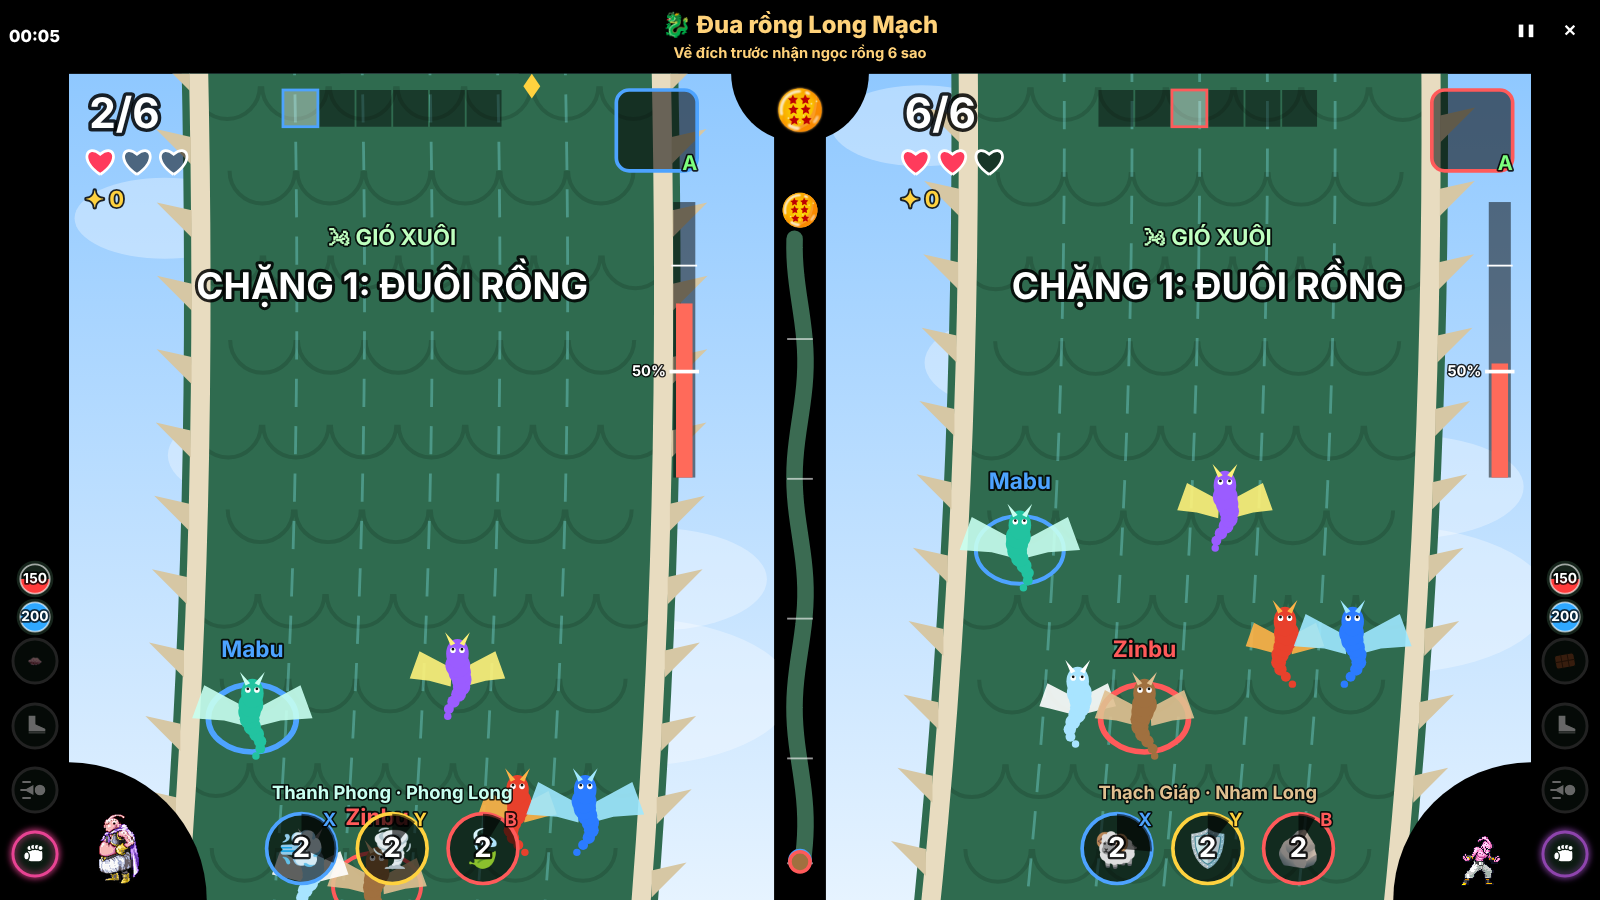 00:05
🐉 Đua rồng Long Mạch
Về đích trước nhận ngọc rồng 6 sao
2/6
0
A
GIÓ XUÔI
CHẶNG 1: ĐUÔI RỒNG
50%
Mabu
Thanh Phong · Phong Long
Zinbu
X
Y
B
2
2
2
150
200
6/6
0
A
GIÓ XUÔI
CHẶNG 1: ĐUÔI RỒNG
50%
Mabu
Zinbu
Thạch Giáp · Nham Long
X
Y
B
2
2
2
150
200